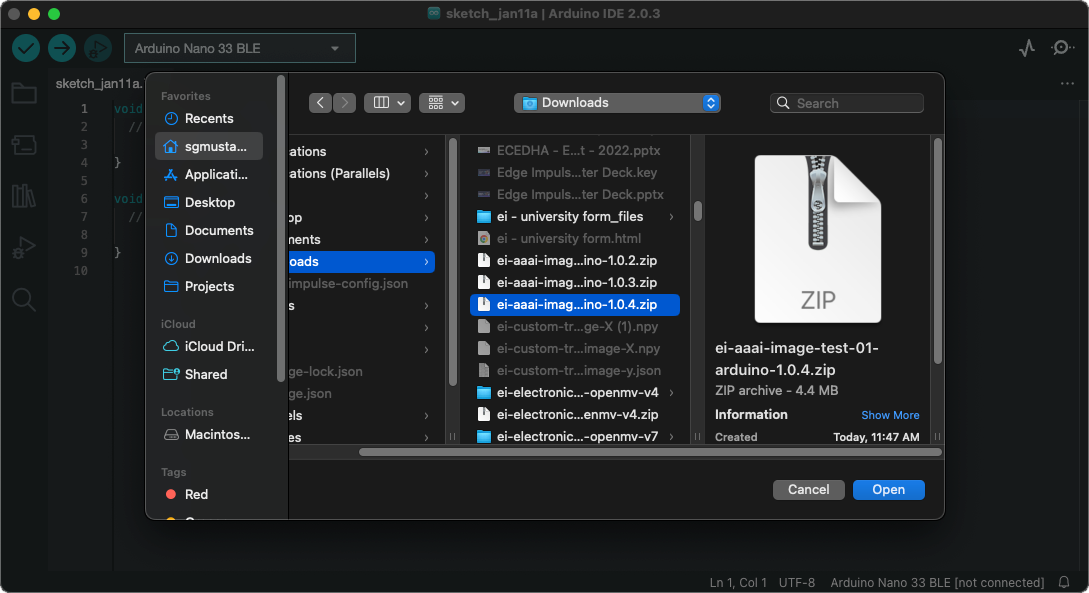 sketch_jan11a | Arduino IDE 2.0.3
Arduino Nano 33 BLE
sketch_jan11a.
1 void
2 //
3
4 }
5
6 void
7 //
8
9 }
10
Favorites
Recents
sgmusta...
Applicati...
Desktop
Documents
Downloads
Projects
iCloud
iCloud Dri...
Shared
Locations
Macintos...
Tags
Red
Downloads
Search
ations
ations (Parallels)
op
ments
oads
impulse-config.json
s
ge-lock.json
ge.json
els
es
ECEDHA - E...t - 2022.pptx
Edge Impuls...ter Deck.key
Edge Impuls...ter Deck.pptx
ei - university form_files
ei - university form.html
ei-aaai-imag...ino-1.0.2.zip
ei-aaai-imag...ino-1.0.3.zip
ei-aaai-imag...ino-1.0.4.zip
ei-custom-tr...ge-X (1).npy
ei-custom-tr...image-X.npy
ei-custom-tr...image-y.json
ei-electronic...-openmv-v4
ei-electronic...enmv-v4.zip
ei-electronic...-openmv-v7
ZIP
ei-aaai-image-test-01-
arduino-1.0.4.zip
ZIP archive - 4.4 MB
Information Show More
Created Today, 11:47 AM
Cancel Open
Ln 1, Col 1 UTF-8 Arduino Nano 33 BLE [not connected]